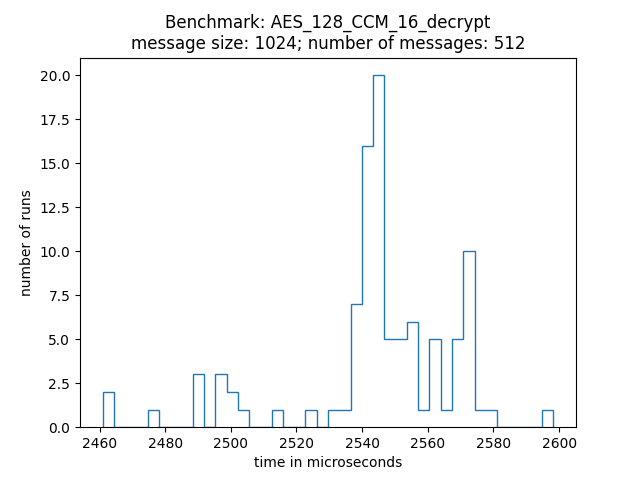 Benchmark: AES_128_CCM_16_decrypt
message size: 1024; number of messages: 512
20.0
17.5
15.0
12.5
10.0
7.5
5.0
2.5
0.0
number of runs
2460 2480 2500 2520 2540 2560 2580 2600
time in microseconds